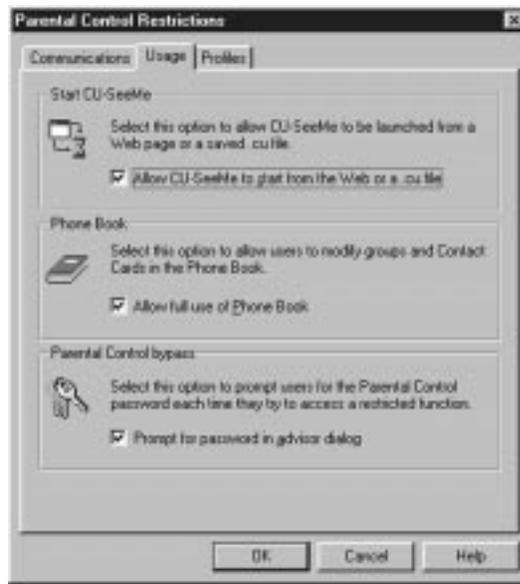 Parental Control Restrictions
Communications Usage Profiles
Start CU-SeeMe
Select this option to allow CU-SeeMe to be launched from a
Web page or a saved .cu file.
Allow CU-SeeMe to start from the Web or a .cu file
Phone Book
Select this option to allow users to modify groups and Contact
Cards in the Phone Book.
Allow full use of Phone Book
Parental Control bypass
Select this option to prompt users for the Parental Control
password each time they try to access a restricted function.
Prompt for password in advisor dialog
OK Cancel Help